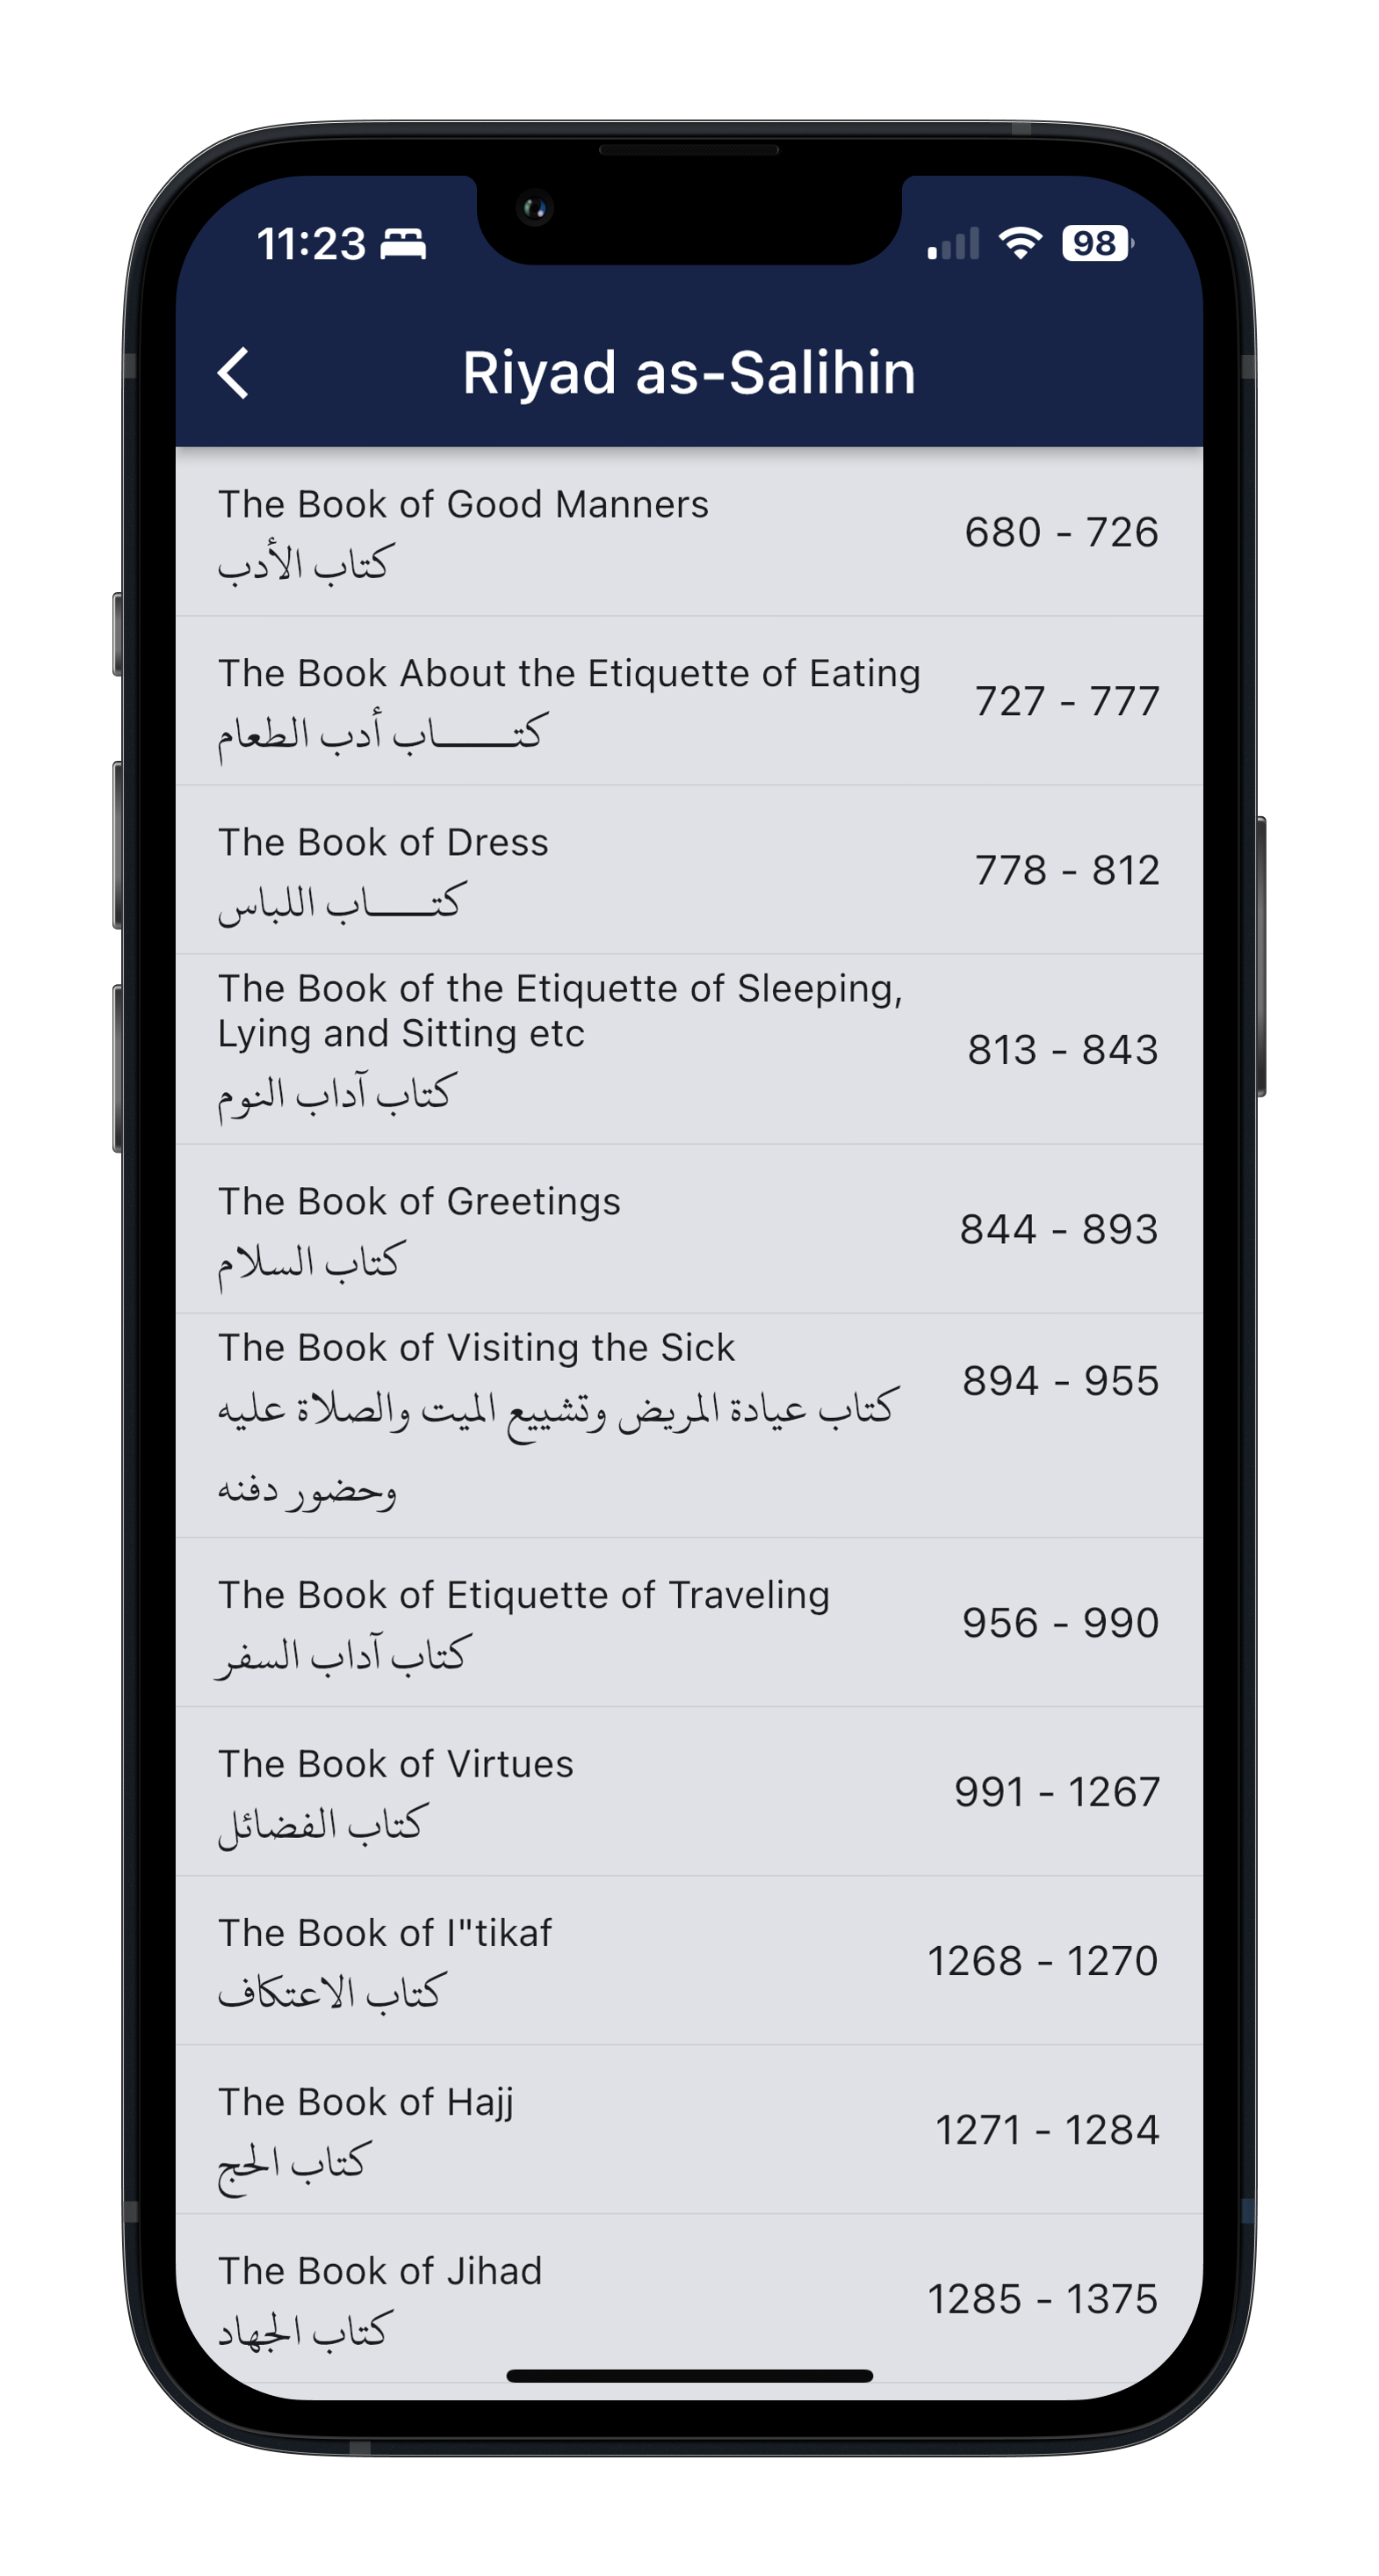 11:23
98
Riyad as-Salihin
The Book of Good Manners
كتاب الأدب
680 - 726
The Book About the Etiquette of Eating
كتـــــاب أدب الطعام
727 - 777
The Book of Dress
كتــــاب اللباس
778 - 812
The Book of the Etiquette of Sleeping,
Lying and Sitting etc
كتاب آداب النوم
813 - 843
The Book of Greetings
كتاب السلام
844 - 893
The Book of Visiting the Sick
كتاب عيادة المريض وتشييع الميت والصلاة عليه
وحضور دفنه
894 - 955
The Book of Etiquette of Traveling
كتاب آداب السفر
956 - 990
The Book of Virtues
كتاب الفضائل
991 - 1267
The Book of I"tikaf
كتاب الاعتكاف
1268 - 1270
The Book of Hajj
كتاب الحج
1271 - 1284
The Book of Jihad
كتاب الجهاد
1285 - 1375